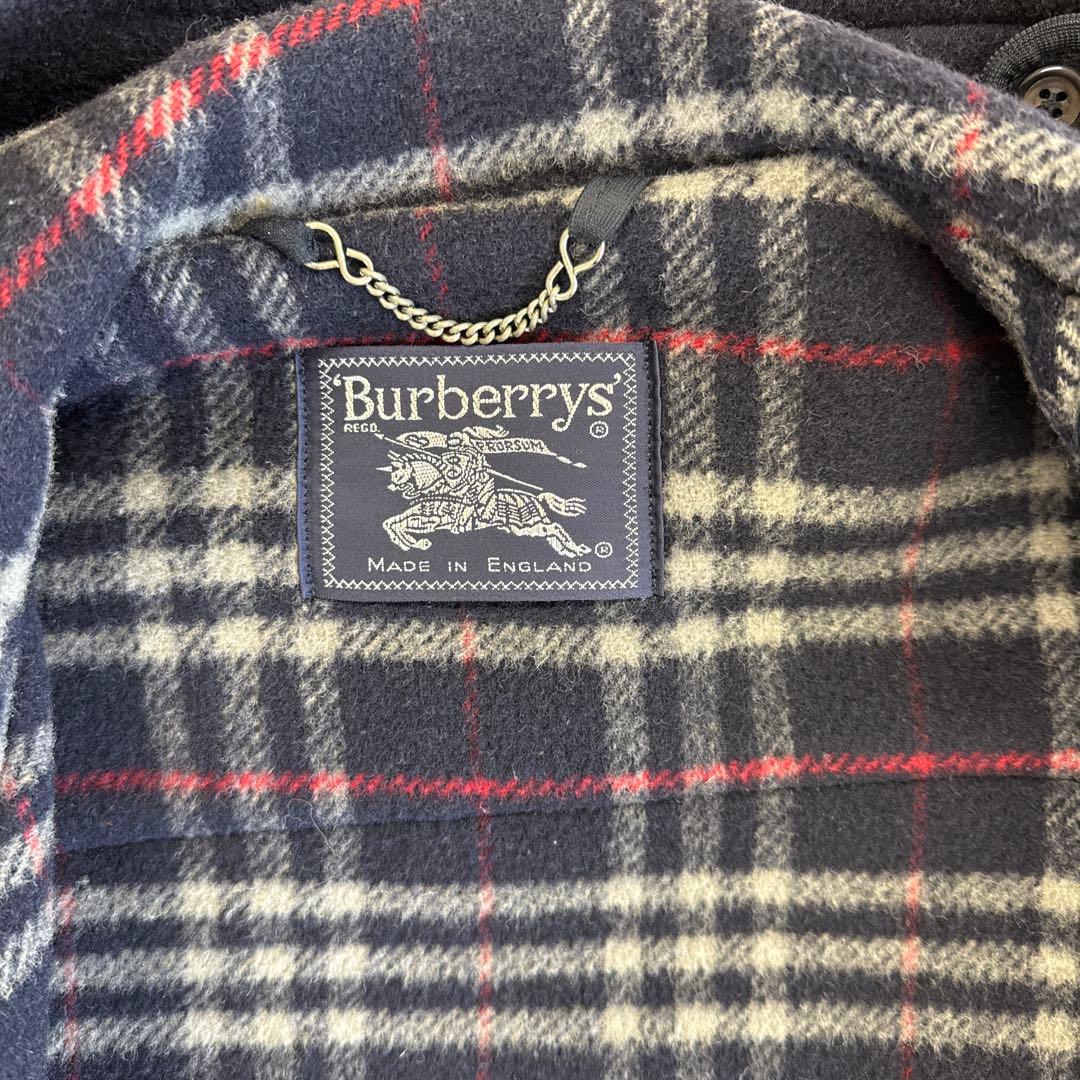 'Burberrys'
REGD. ®
PRORSUM
®
MADE IN ENGLAND